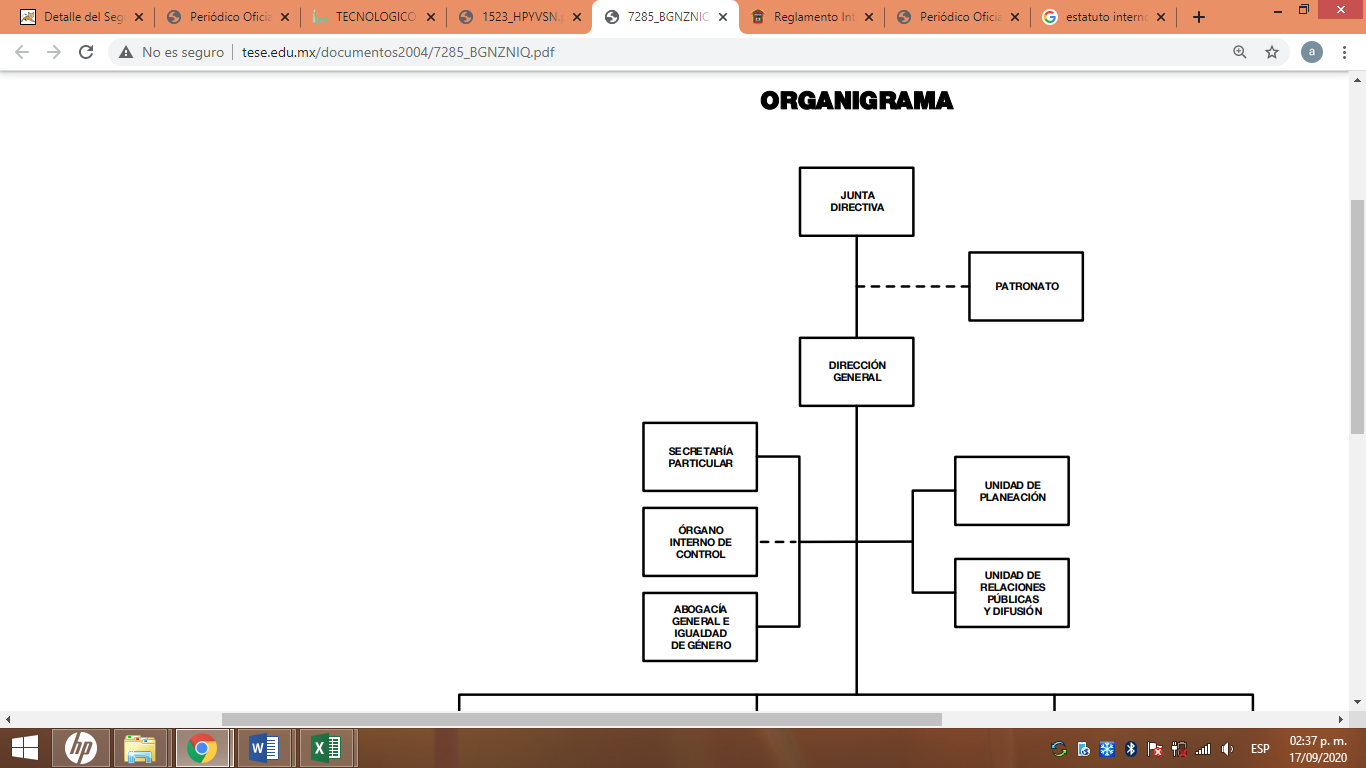 Detalle del Seg
Periódico Oficia
TECNOLOGICO
1523_HPYVSN.p
7285_BGNZNIQ
Reglamento Int
Periódico Oficia
estatuto interno
No es seguro
tese.edu.mx/documentos2004/7285_BGNZNIQ.pdf
a
ORGANIGRAMA
JUNTA
DIRECTIVA
PATRONATO
DIRECCIÓN
GENERAL
SECRETARÍA
PARTICULAR
UNIDAD DE
PLANEACIÓN
ÓRGANO
INTERNO DE
CONTROL
UNIDAD DE
RELACIONES
PÚBLICAS
Y DIFUSIÓN
ABOGACÍA
GENERAL E
IGUALDAD
DE GÉNERO
ESP
02:37 p. m.
17/09/2020